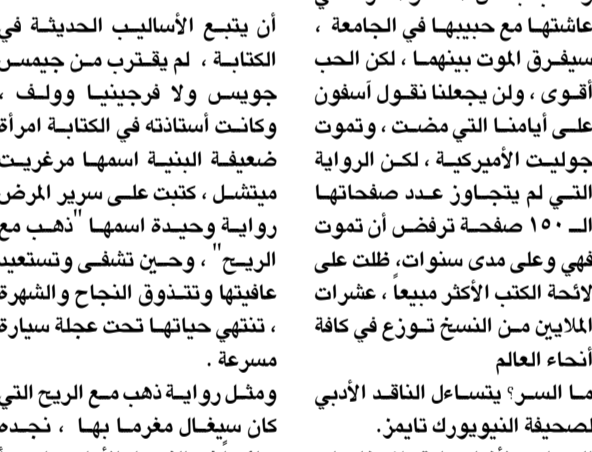 عاشتها مع حبيبها في الجامعة ،
سيفرق الموت بينهما ، لكن الحب
أقوى ، ولن يجعلنا نقول آسفون
على أيامنا التي مضت ، وتموت
جوليت الأميركية ، لكن الرواية
التي لم يتجاوز عدد صفحاتها
الـ ١٥٠ صفحة ترفض أن تموت
فهي وعلى مدى سنوات، ظلت على
لائحة الكتب الأكثر مبيعاً ، عشرات
الملايين من النسخ توزع في كافة
أنحاء العالم
ما السر؟ يتساءل الناقد الأدبي
لصحيفة النيويورك تايمز.
أن يتبع الأساليب الحديثة في
الكتابة ، لم يقترب من جيمس
جويس ولا فرجينيا وولف ،
وكانت أستاذته في الكتابة امرأة
ضعيفة البنية اسمها مرغريت
ميتشل ، كتبت على سرير المرض
رواية وحيدة اسمها "ذهب مع
الريح" ، وحين تشفى وتستعيد
عافيتها وتتذوق النجاح والشهرة
، تنتهي حياتها تحت عجلة سيارة
مسرعة .
ومثل رواية ذهب مع الريح التي
كان سيغال مغرما بها ، نجده